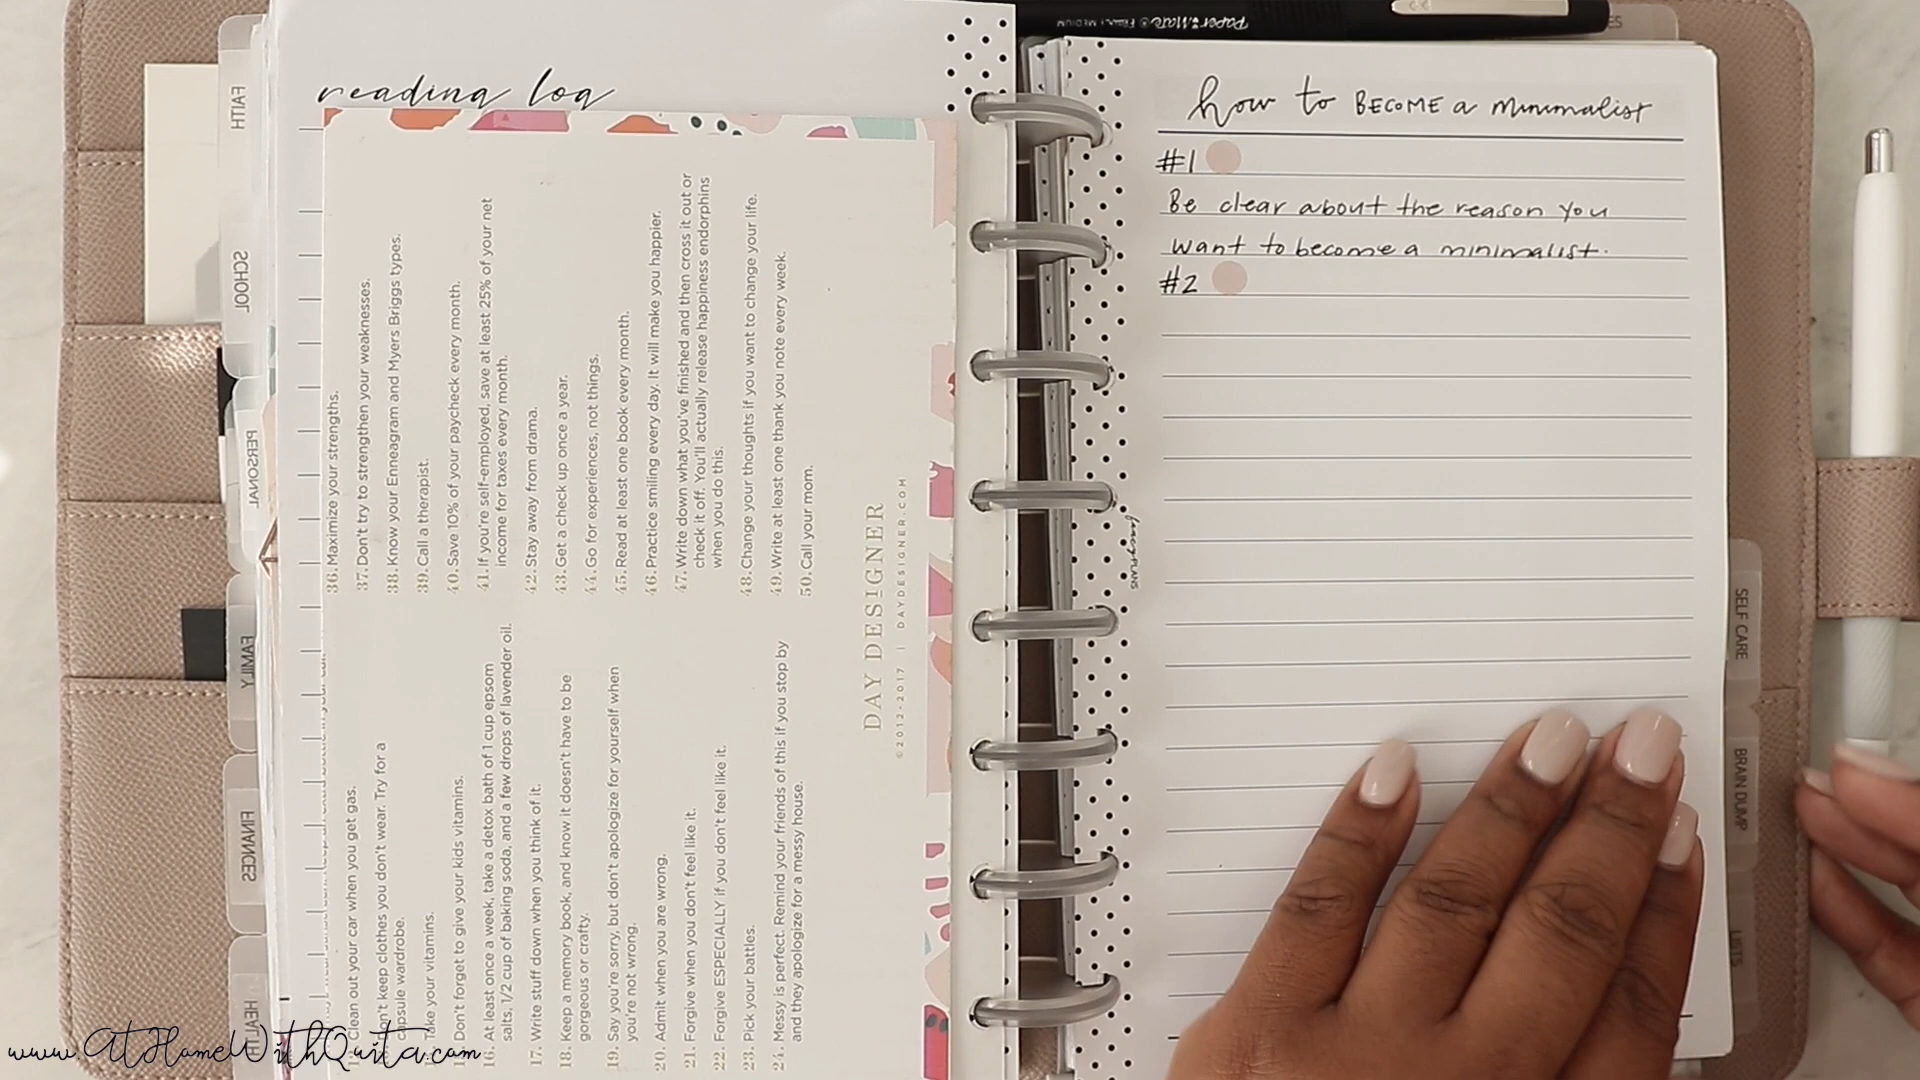 reading log
36. Maximize your strengths.
37. Don't try to strengthen your weaknesses.
38. Know your Enneagram and Myers Briggs types.
39. Call a therapist.
40. Save 10% of your paycheck every month.
41. If you're self-employed, save at least 25% of your net
income for taxes every month.
42. Stay away from drama.
43. Get a check up once a year.
44. Go for experiences, not things.
45. Read at least one book every month.
46. Practice smiling every day. It will make you happier.
47. Write down what you've finished and then cross it out or
check it off. You'll actually release happiness endorphins
when you do this.
48. Change your thoughts if you want to change your life.
49. Write at least one thank you note every week.
50. Call your mom.
Clean out your car when you get gas.
Don't keep clothes you don't wear. Try for a
capsule wardrobe.
Take your vitamins.
Don't forget to give your kids vitamins.
16. At least once a week, take a detox bath of 1 cup epsom
salts, 1/2 cup of baking soda, and a few drops of lavender oil.
17. Write stuff down when you think of it.
18. Keep a memory book, and know it doesn't have to be
gorgeous or crafty.
19. Say you're sorry, but don't apologize for yourself when
you're not wrong.
20. Admit when you are wrong.
21. Forgive when you don't feel like it.
22. Forgive ESPECIALLY if you don't feel like it.
23. Pick your battles.
24. Messy is perfect. Remind your friends of this if you stop by
and they apologize for a messy house.
DAY DESIGNER
©2012-2017 | DAYDESIGNER.COM
FAITH
SCHOOL
PERSONAL
FAMILY
FINANCES
HEALTH
Paper Mate ® Flair MEDIUM
how to BECOME a minimalist
#1
Be clear about the reason you
want to become a minimalist.
#2
SELF CARE
BRAIN DUMP
LISTS
www.AtHomeWithQuita.com